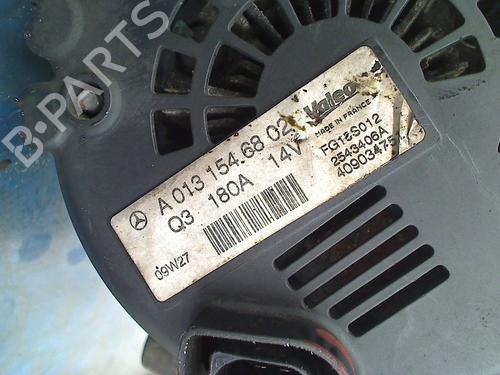 B-PARTS
A 013 154 68 02
Q3 180A 14V
09W27
Valeo
MADE IN FRANCE
FG18S012
2543406A